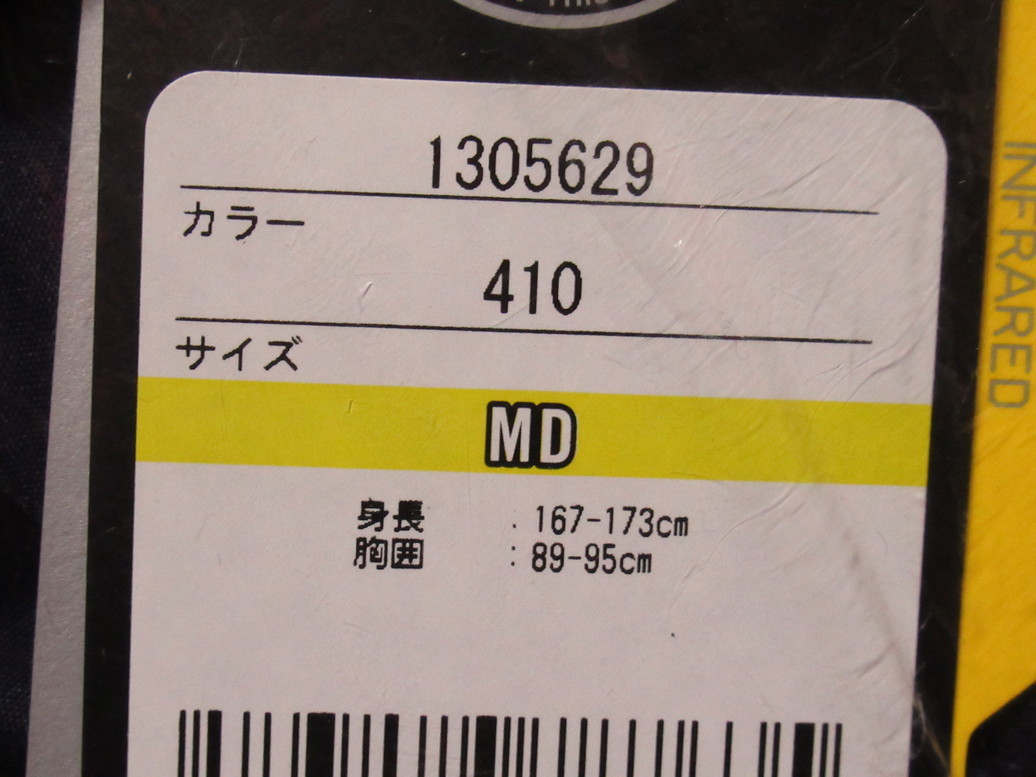 1305629
カラー
410
サイズ
MD
身長 : 167-173cm
胸囲 : 89-95cm
INFRARED